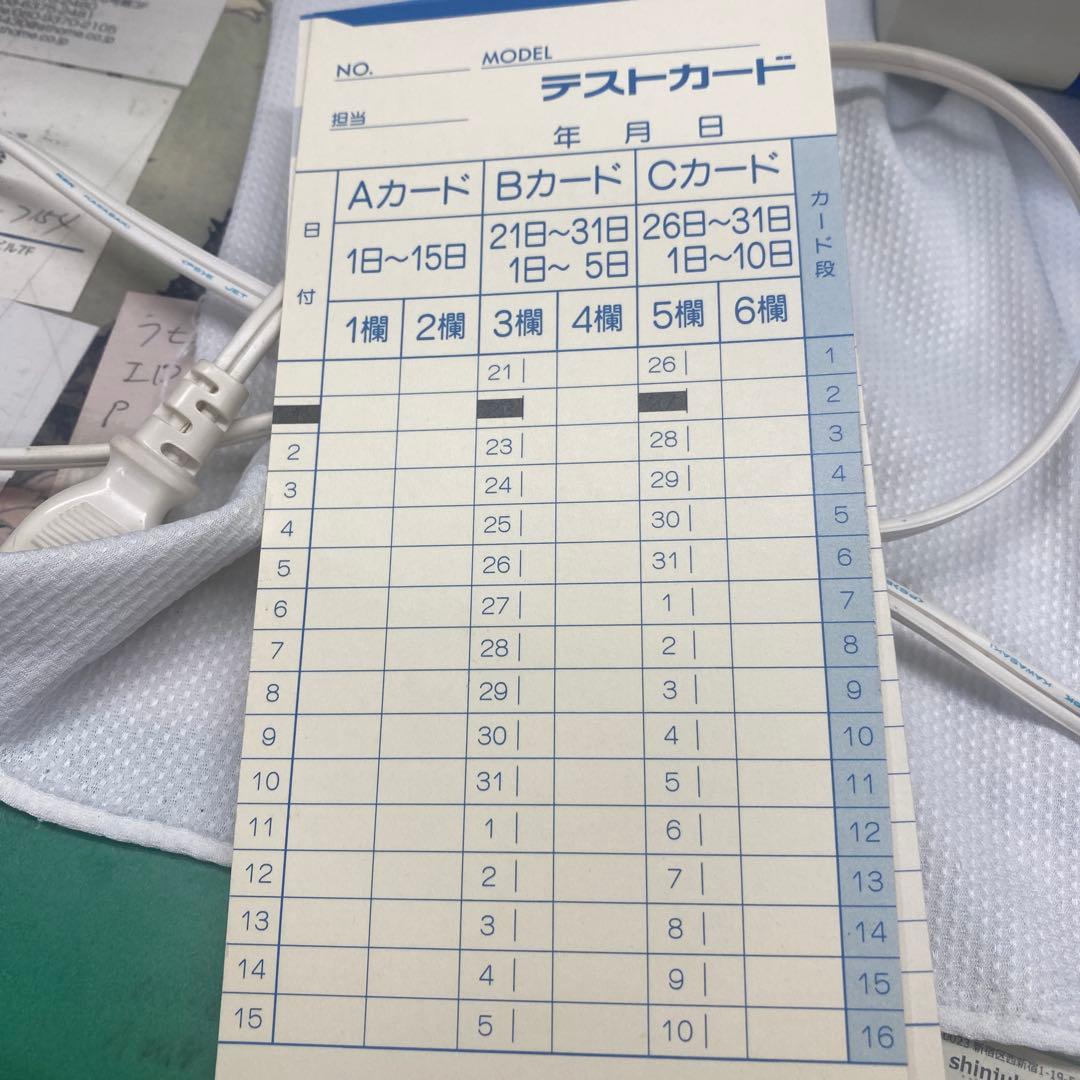 NO. MODEL
テストカード
担当
年 月 日
日付 Aカード Bカード Cカード カード段
1日～15日 21日～31日 1日～ 5日 26日～31日 1日～10日
1欄 2欄 3欄 4欄 5欄 6欄
21 26 1
2
2 23 28 3
3 24 29 4
4 25 30 5
5 26 31 6
6 27 1 7
7 28 2 8
8 29 3 9
9 30 4 10
10 31 5 11
11 1 6 12
12 2 7 13
13 3 8 14
14 4 9 15
15 5 10 16
KAWASAKI
JET
KAWASAKI